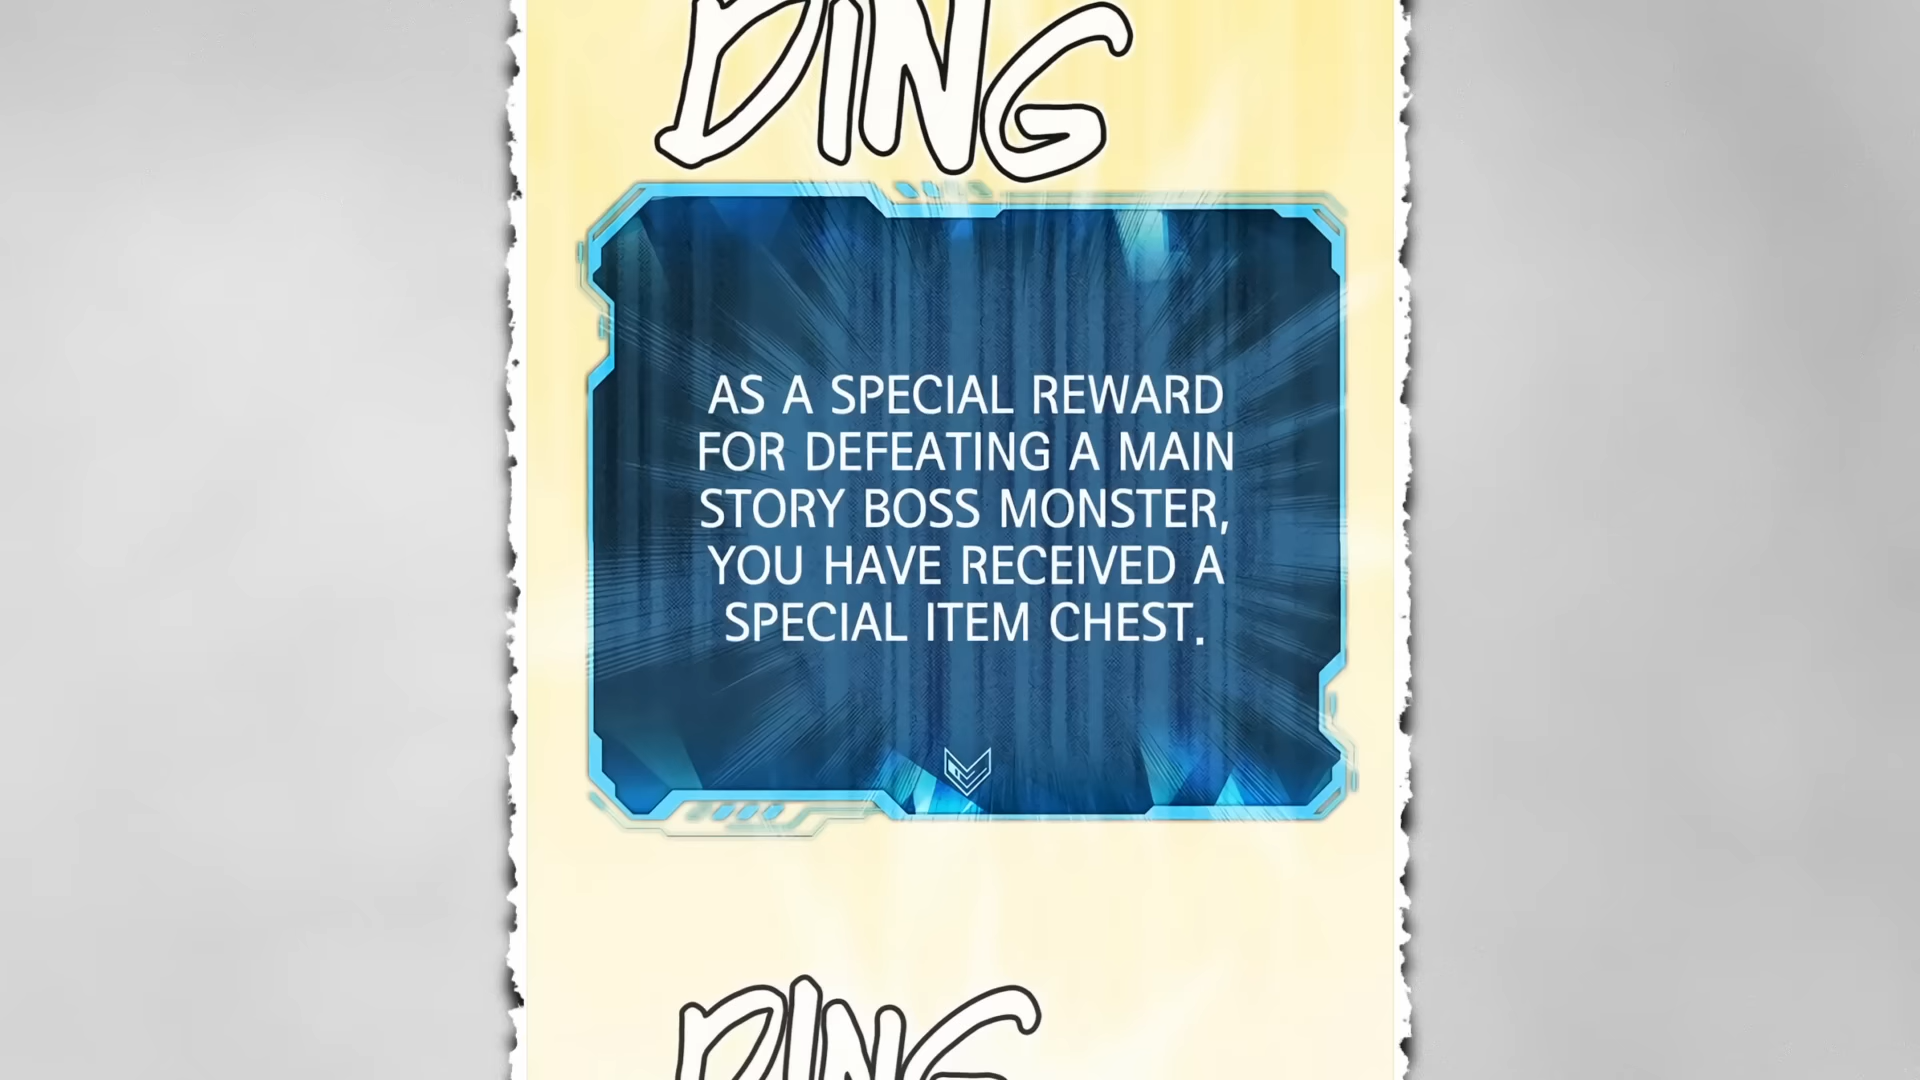 DING
AS A SPECIAL REWARD
FOR DEFEATING A MAIN
STORY BOSS MONSTER,
YOU HAVE RECEIVED A
SPECIAL ITEM CHEST.
DING